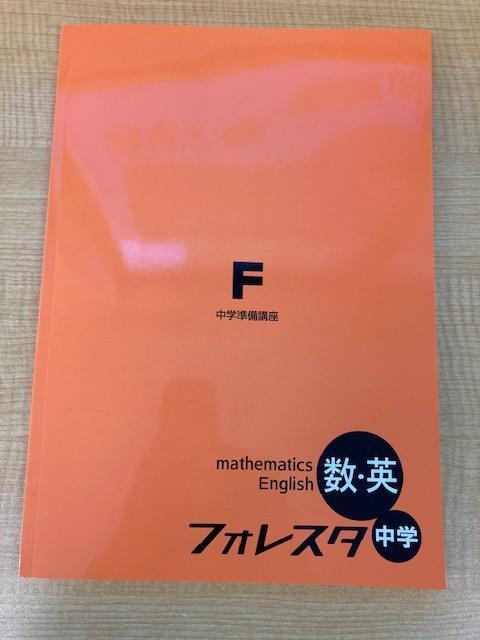 F
中学準備講座
mathematics
English
数・英
フォレスタ
中学